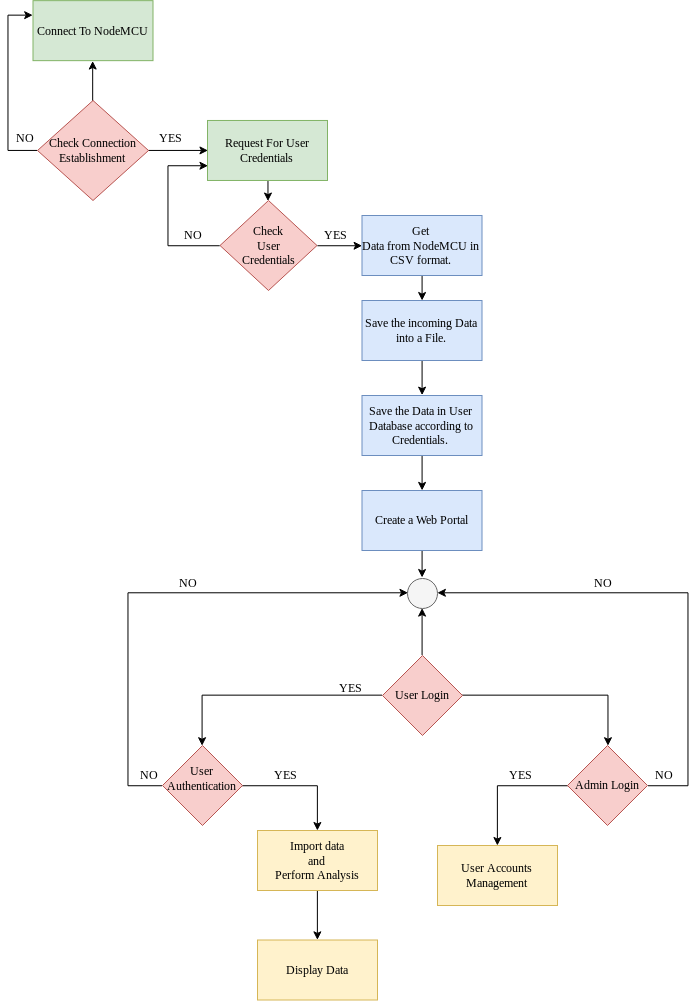 Connect To NodeMCU
NO
Check Connection
Establishment
YES
Request For User
Credentials
NO
Check
User
Credentials
YES
Get
Data from NodeMCU in
CSV format.
Save the incoming Data
into a File.
Save the Data in User
Database according to
Credentials.
Create a Web Portal
NO
NO
YES
User Login
NO
User
Authentication
YES
YES
Admin Login
NO
Import data
and
Perform Analysis
User Accounts
Management
Display Data